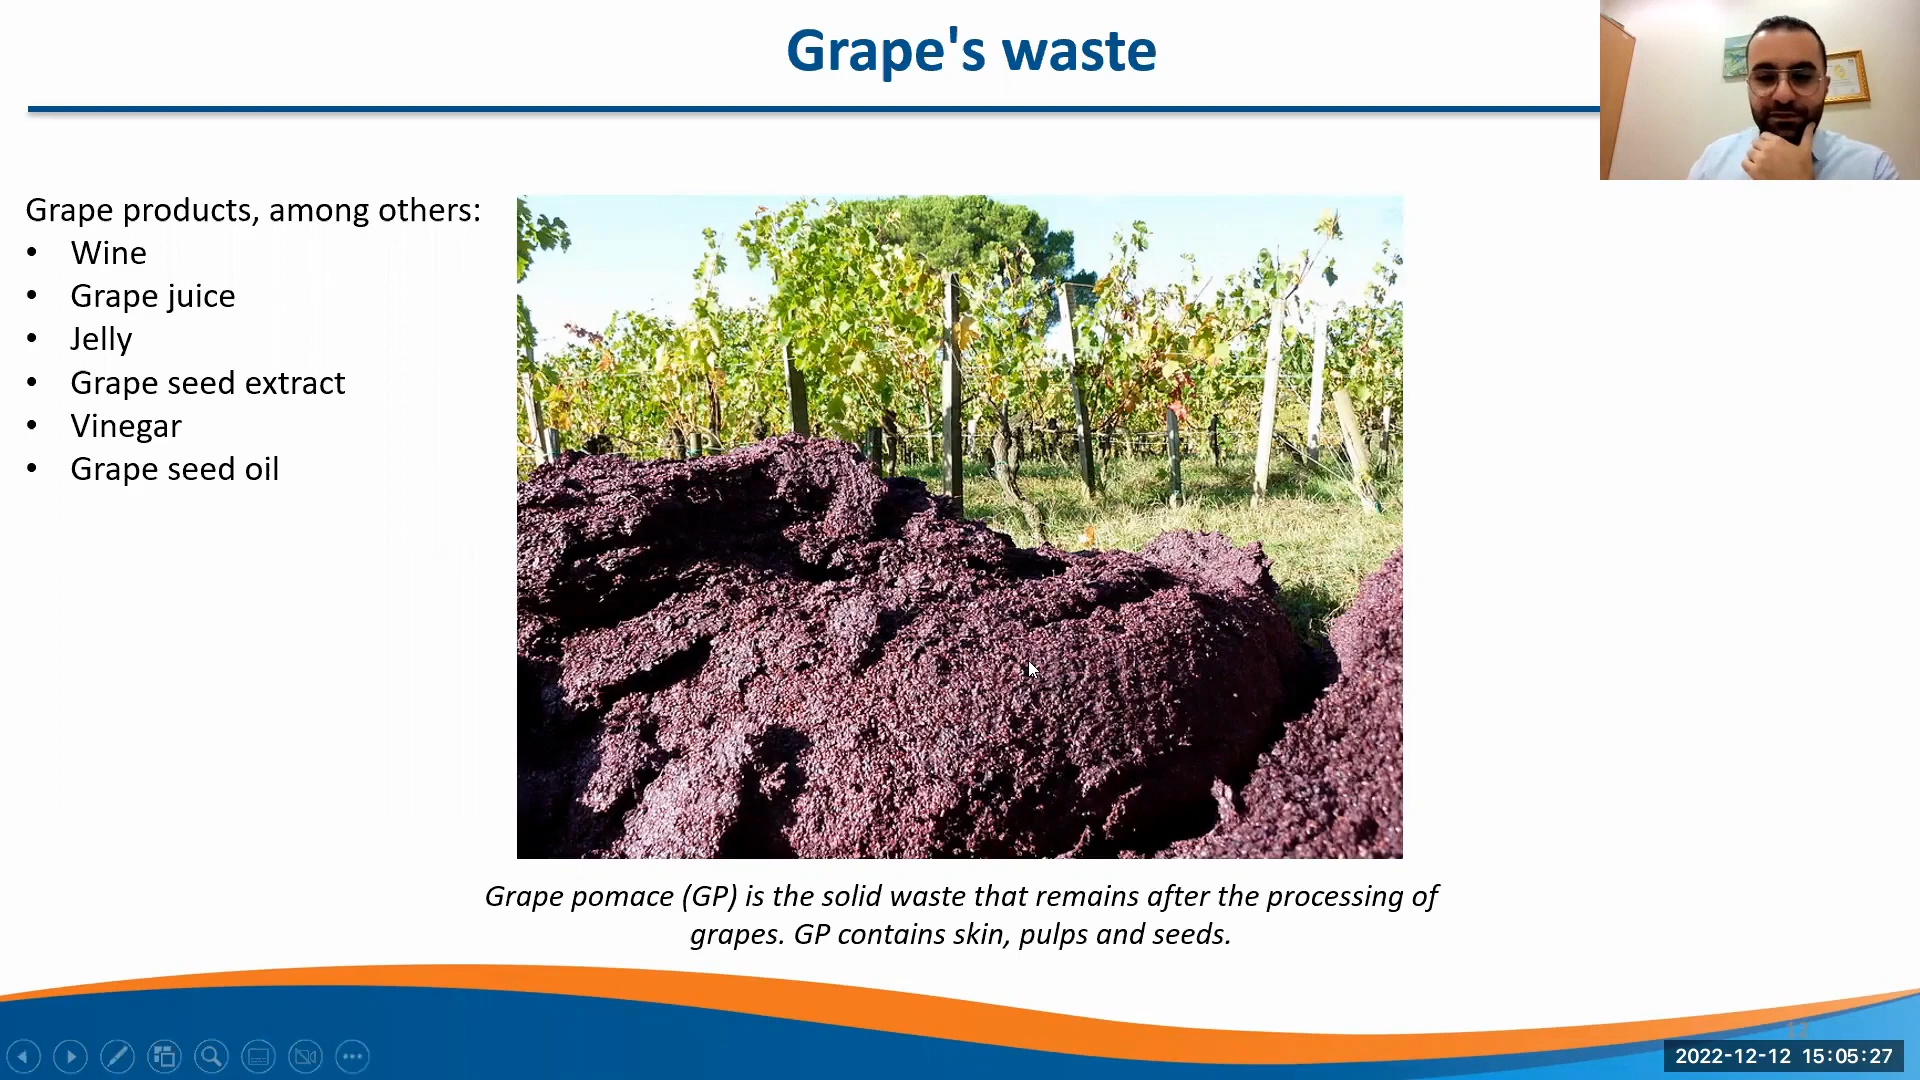 Grape's waste
Grape products, among others:
• Wine
• Grape juice
• Jelly
• Grape seed extract
• Vinegar
• Grape seed oil
Grape pomace (GP) is the solid waste that remains after the processing of
grapes. GP contains skin, pulps and seeds.
2022-12-12 15:05:27